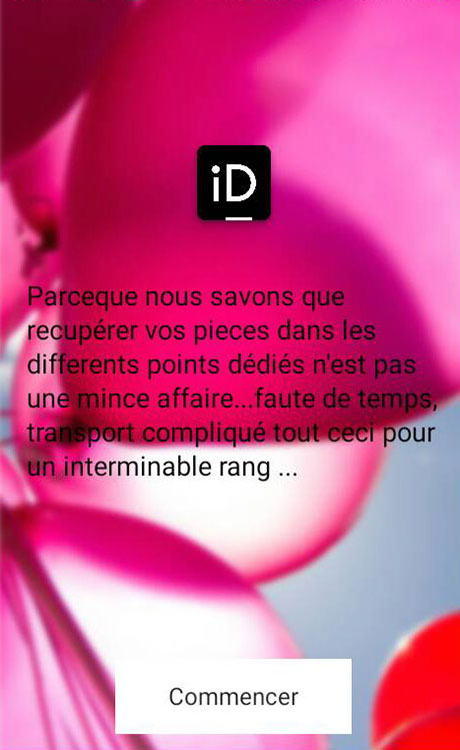 iD
Parceque nous savons que
recupérer vos pieces dans les
differents points dédiés n'est pas
une mince affaire...faute de temps,
transport compliqué tout ceci pour
un interminable rang ...
Commencer